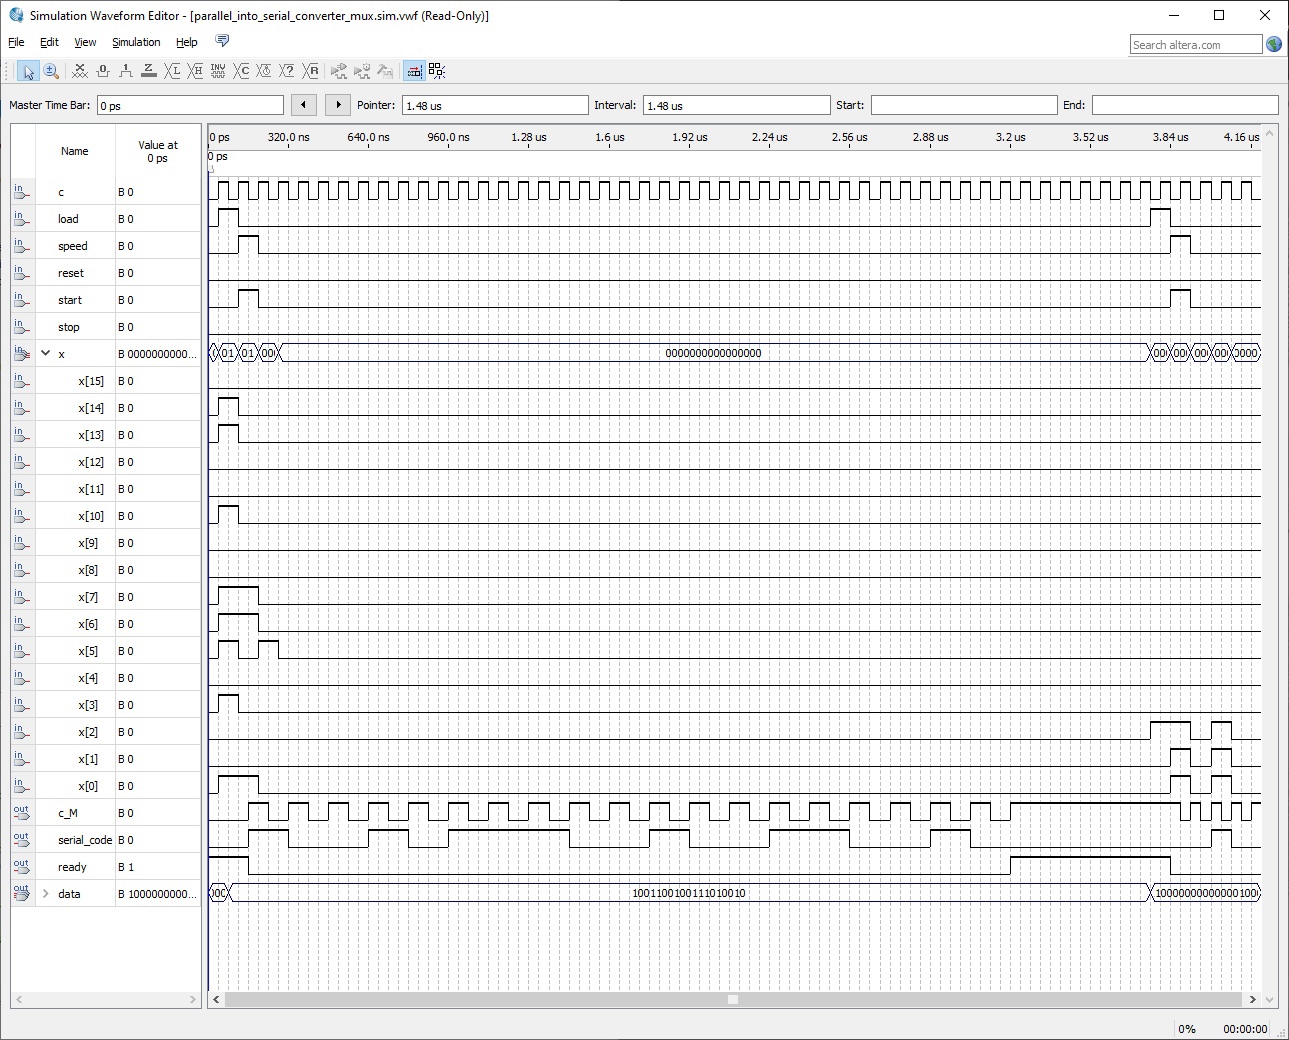 Simulation Waveform Editor - [parallel_into_serial_converter_mux.sim.vwf (Read-Only)]
File Edit View Simulation Help
Search altera.com
Master Time Bar: 0 ps Pointer: 1.48 us Interval: 1.48 us Start: End:
Name Value at 0 ps
0 ps 320.0 ns 640.0 ns 960.0 ns 1.28 us 1.6 us 1.92 us 2.24 us 2.56 us 2.88 us 3.2 us 3.52 us 3.84 us 4.16 us
0 ps
in c B 0
in load B 0
in speed B 0
in reset B 0
in start B 0
in stop B 0
in x B 0000000000... 01 01 00 0000000000000000 00 00 00 00 0000
in x[15] B 0
in x[14] B 0
in x[13] B 0
in x[12] B 0
in x[11] B 0
in x[10] B 0
in x[9] B 0
in x[8] B 0
in x[7] B 0
in x[6] B 0
in x[5] B 0
in x[4] B 0
in x[3] B 0
in x[2] B 0
in x[1] B 0
in x[0] B 0
out c_M B 0
out serial_code B 0
out ready B 1
out data B 1000000000... 1001100100111010010 1000000000000100
0% 00:00:00